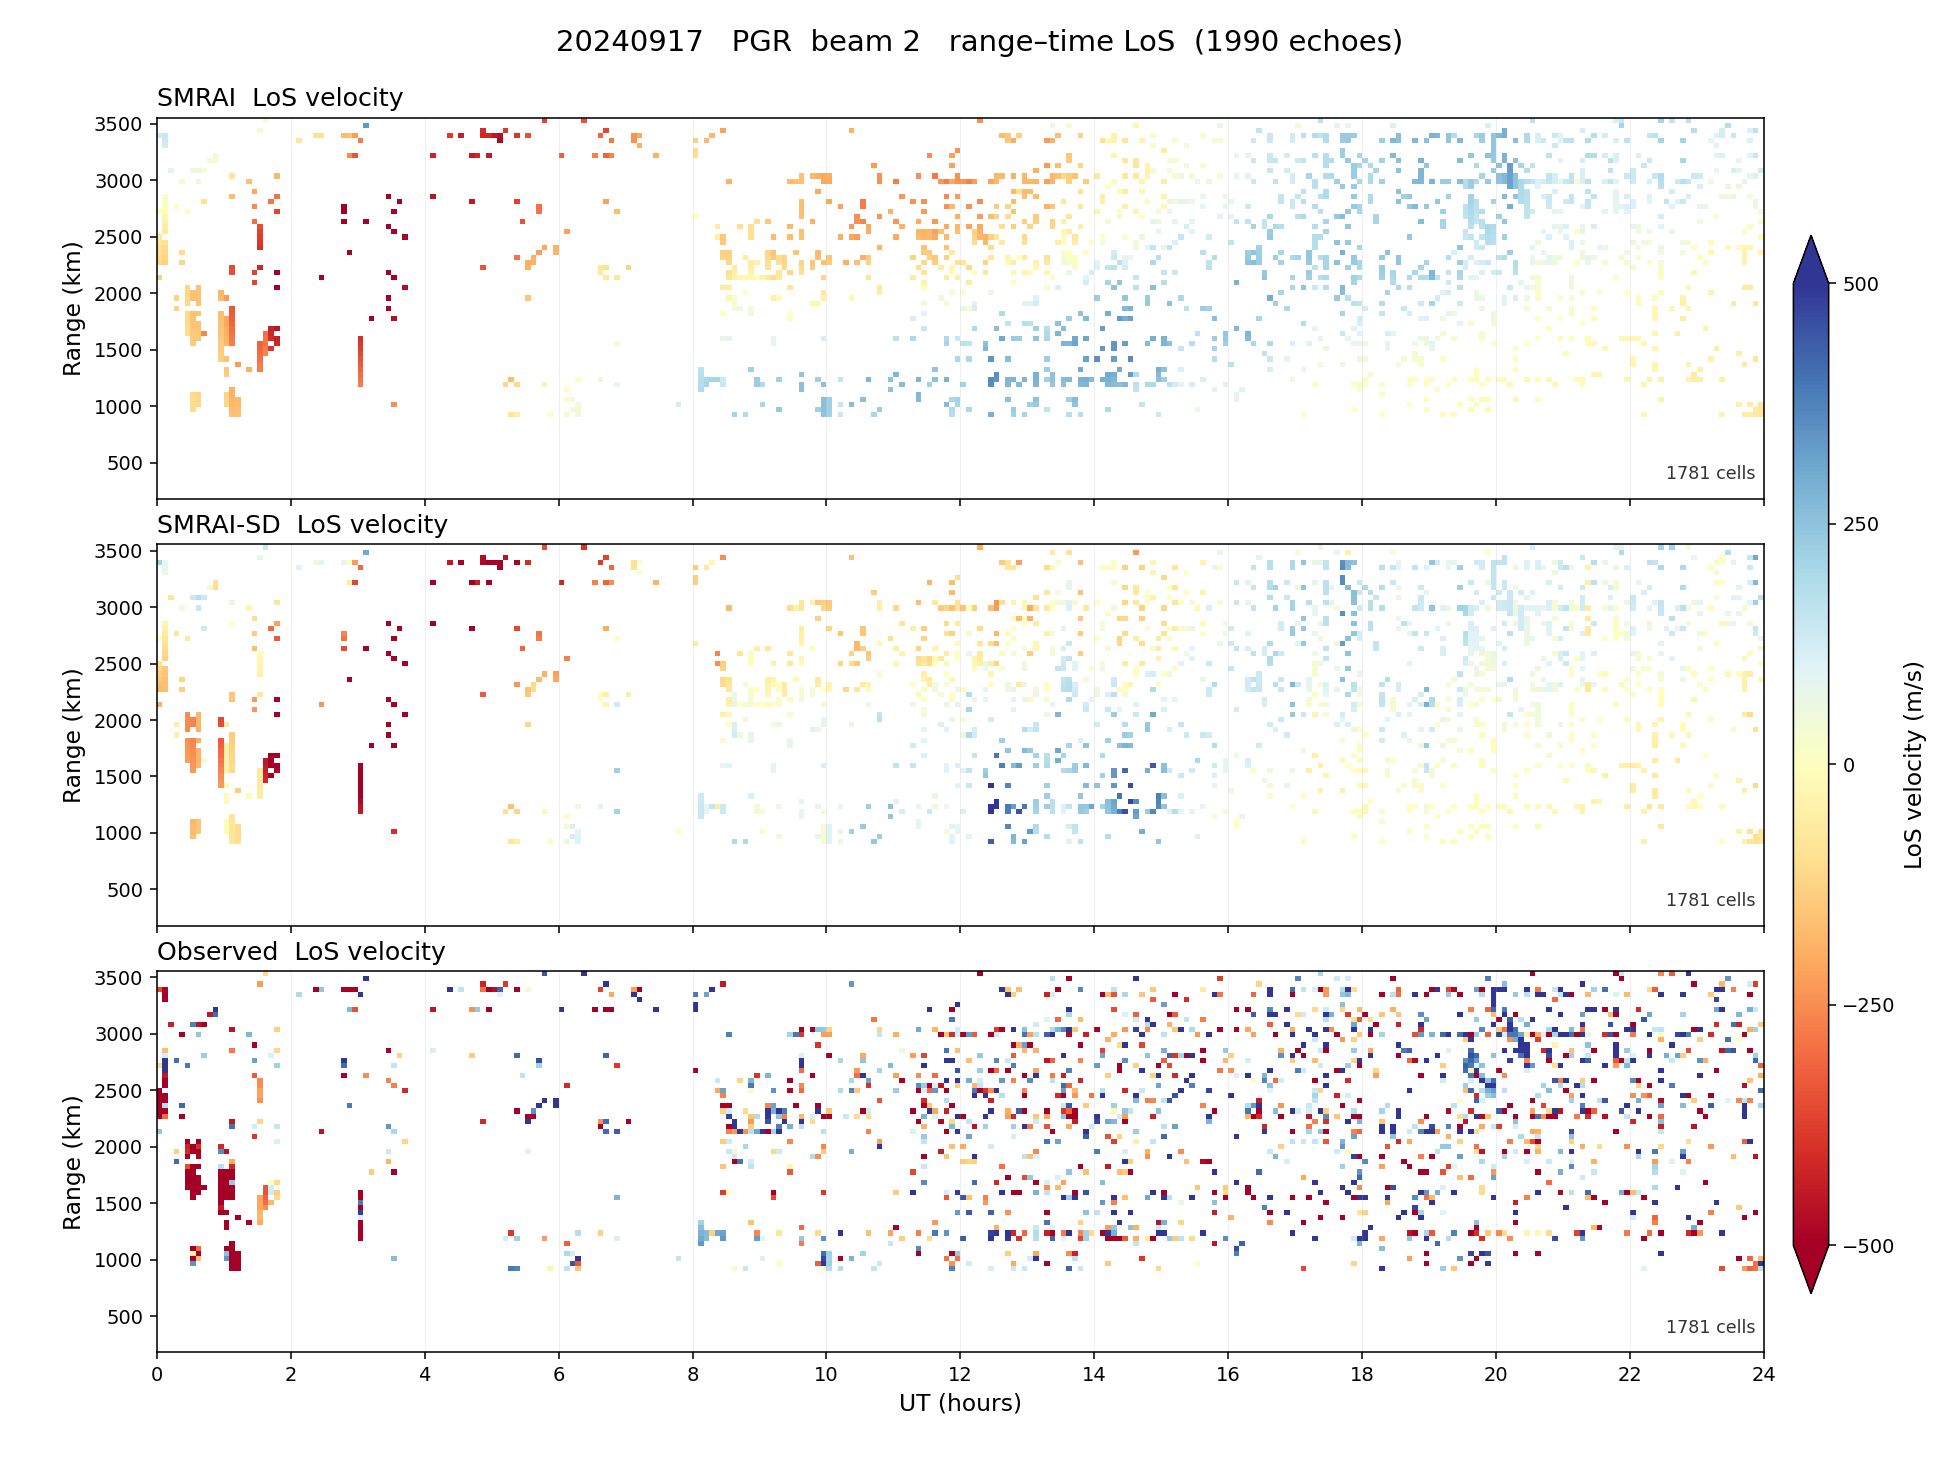 20240917   PGR  beam 2   range–time LoS  (1990 echoes)
SMRAI  LoS velocity
3500
3000
2500
2000
1500
1000
500
Range (km)
1781 cells
SMRAI-SD  LoS velocity
3500
3000
2500
2000
1500
1000
500
Range (km)
1781 cells
Observed  LoS velocity
3500
3000
2500
2000
1500
1000
500
Range (km)
1781 cells
0 2 4 6 8 10 12 14 16 18 20 22 24
UT (hours)
500
250
0
−250
−500
LoS velocity (m/s)